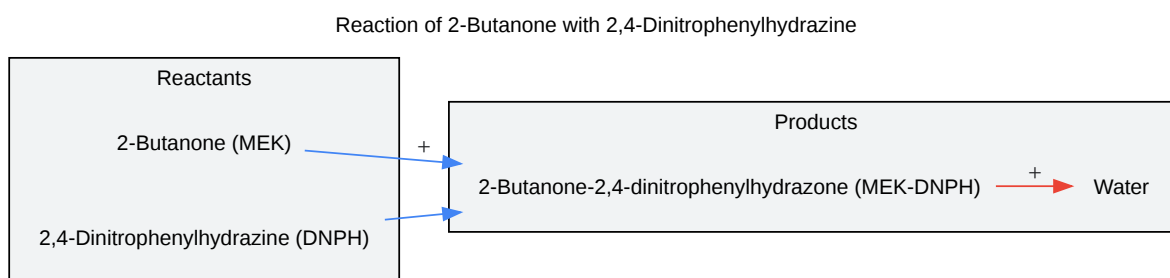 Reaction of 2-Butanone with 2,4-Dinitrophenylhydrazine
Reactants
2-Butanone (MEK)
2,4-Dinitrophenylhydrazine (DNPH)
+
Products
2-Butanone-2,4-dinitrophenylhydrazone (MEK-DNPH)
+
Water